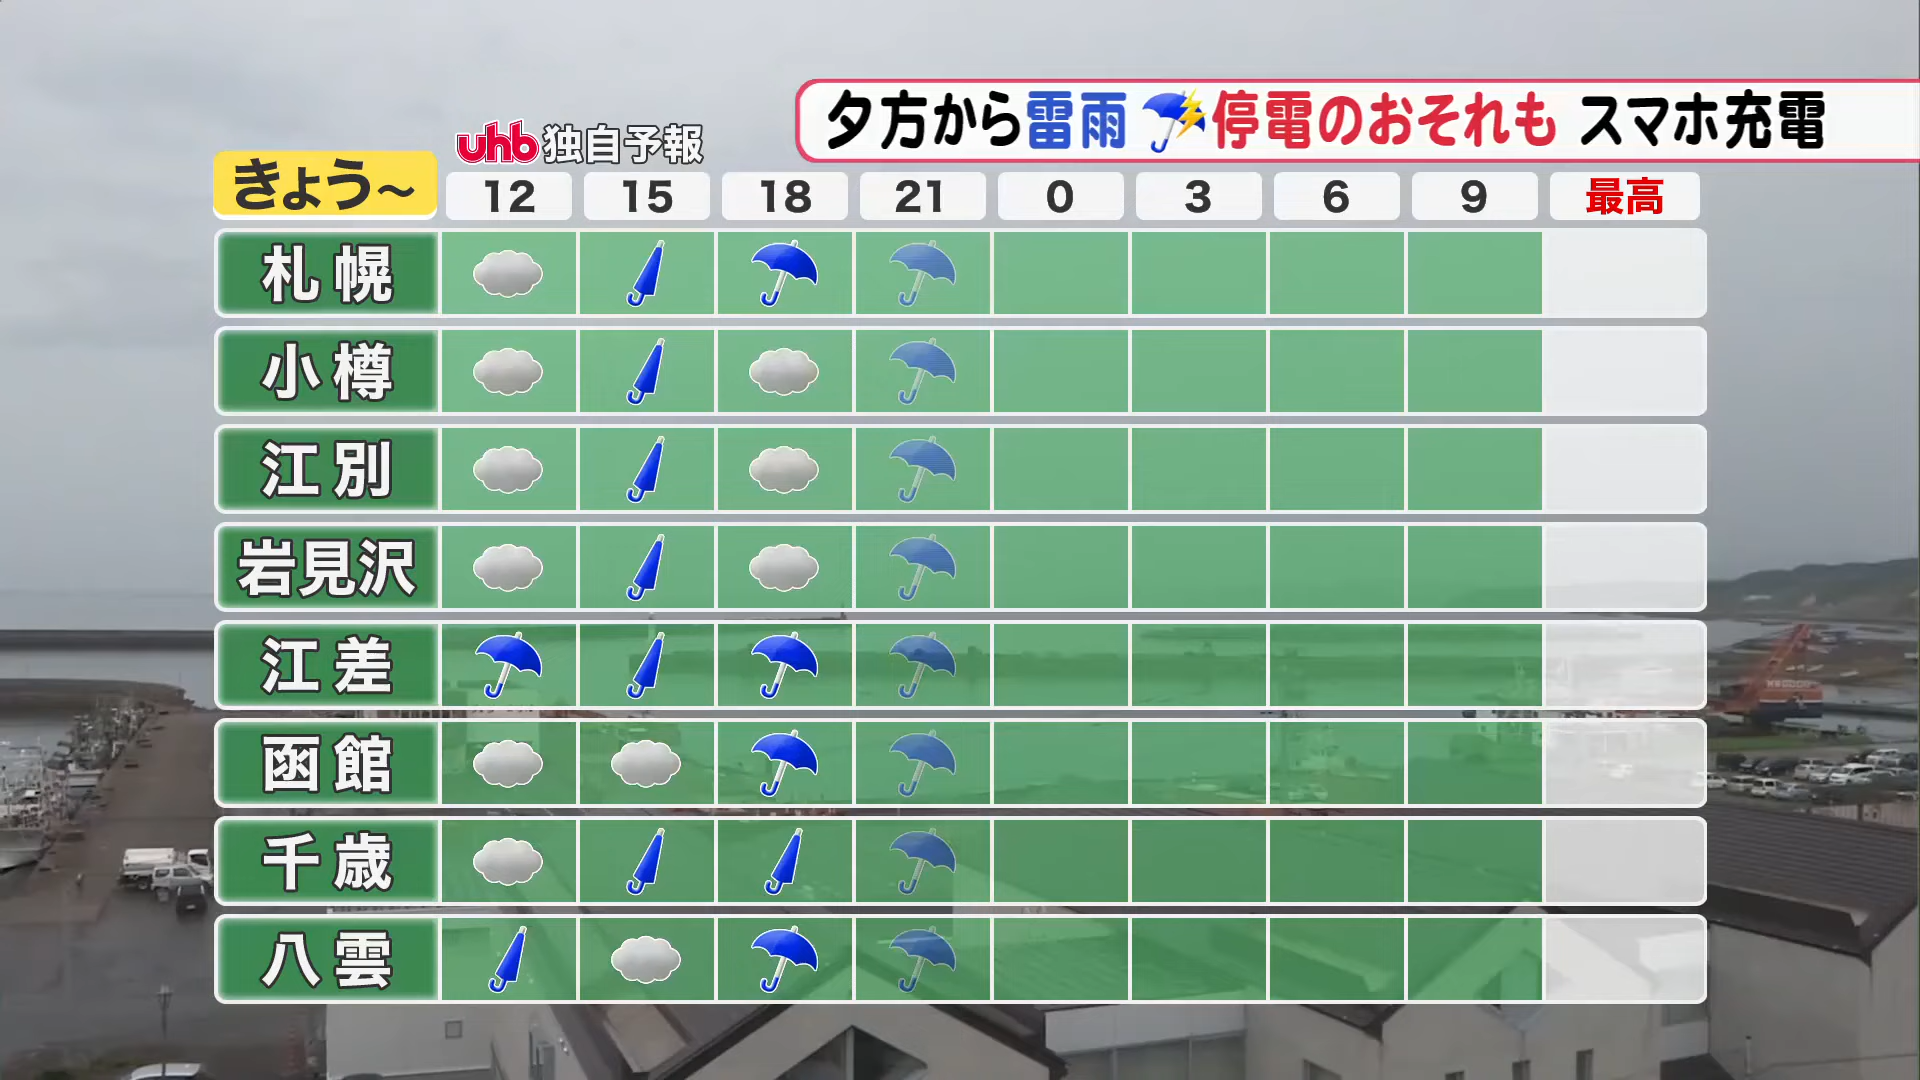 夕方から雷雨 停電のおそれも スマホ充電
uhb独自予報
きょう～ 12 15 18 21 0 3 6 9 最高
札幌
小樽
江別
岩見沢
江差
函館
千歳
八雲